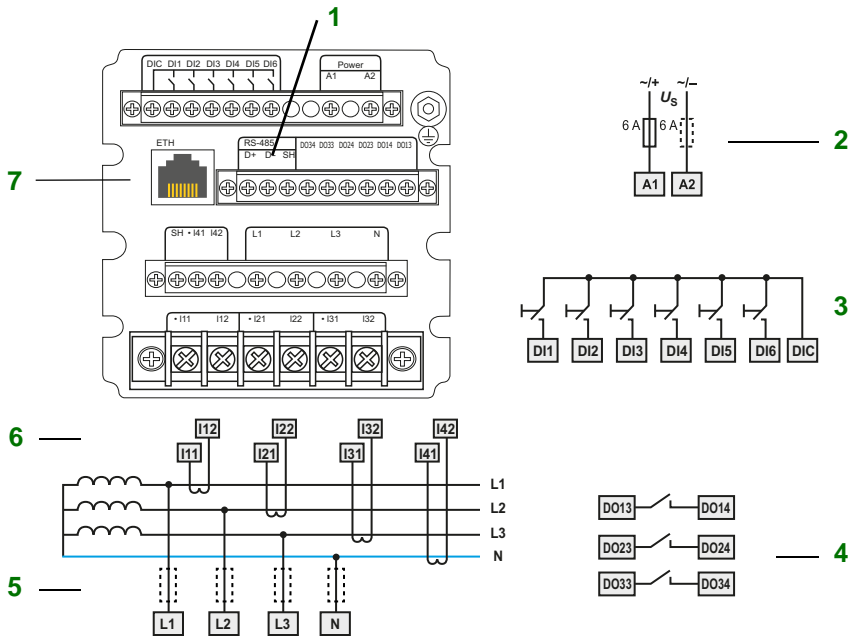 1
DIC DI1 DI2 DI3 DI4 DI5 DI6
Power
A1 A2
ETH
RS-485
D+ D- SH
DO34 DO33 DO24 DO23 DO14 DO13
7
SH • I41 I42 L1 L2 L3 N
• I11 I12 • I21 I22 • I31 I32
~/+ ~/–
US
6 A 6 A
2
A1 A2
3
DI1 DI2 DI3 DI4 DI5 DI6 DIC
6
I12 I22 I32 I42
I11 I21 I31 I41
L1
L2
L3
N
5
L1 L2 L3 N
DO13 DO14
DO23 DO24
4
DO33 DO34